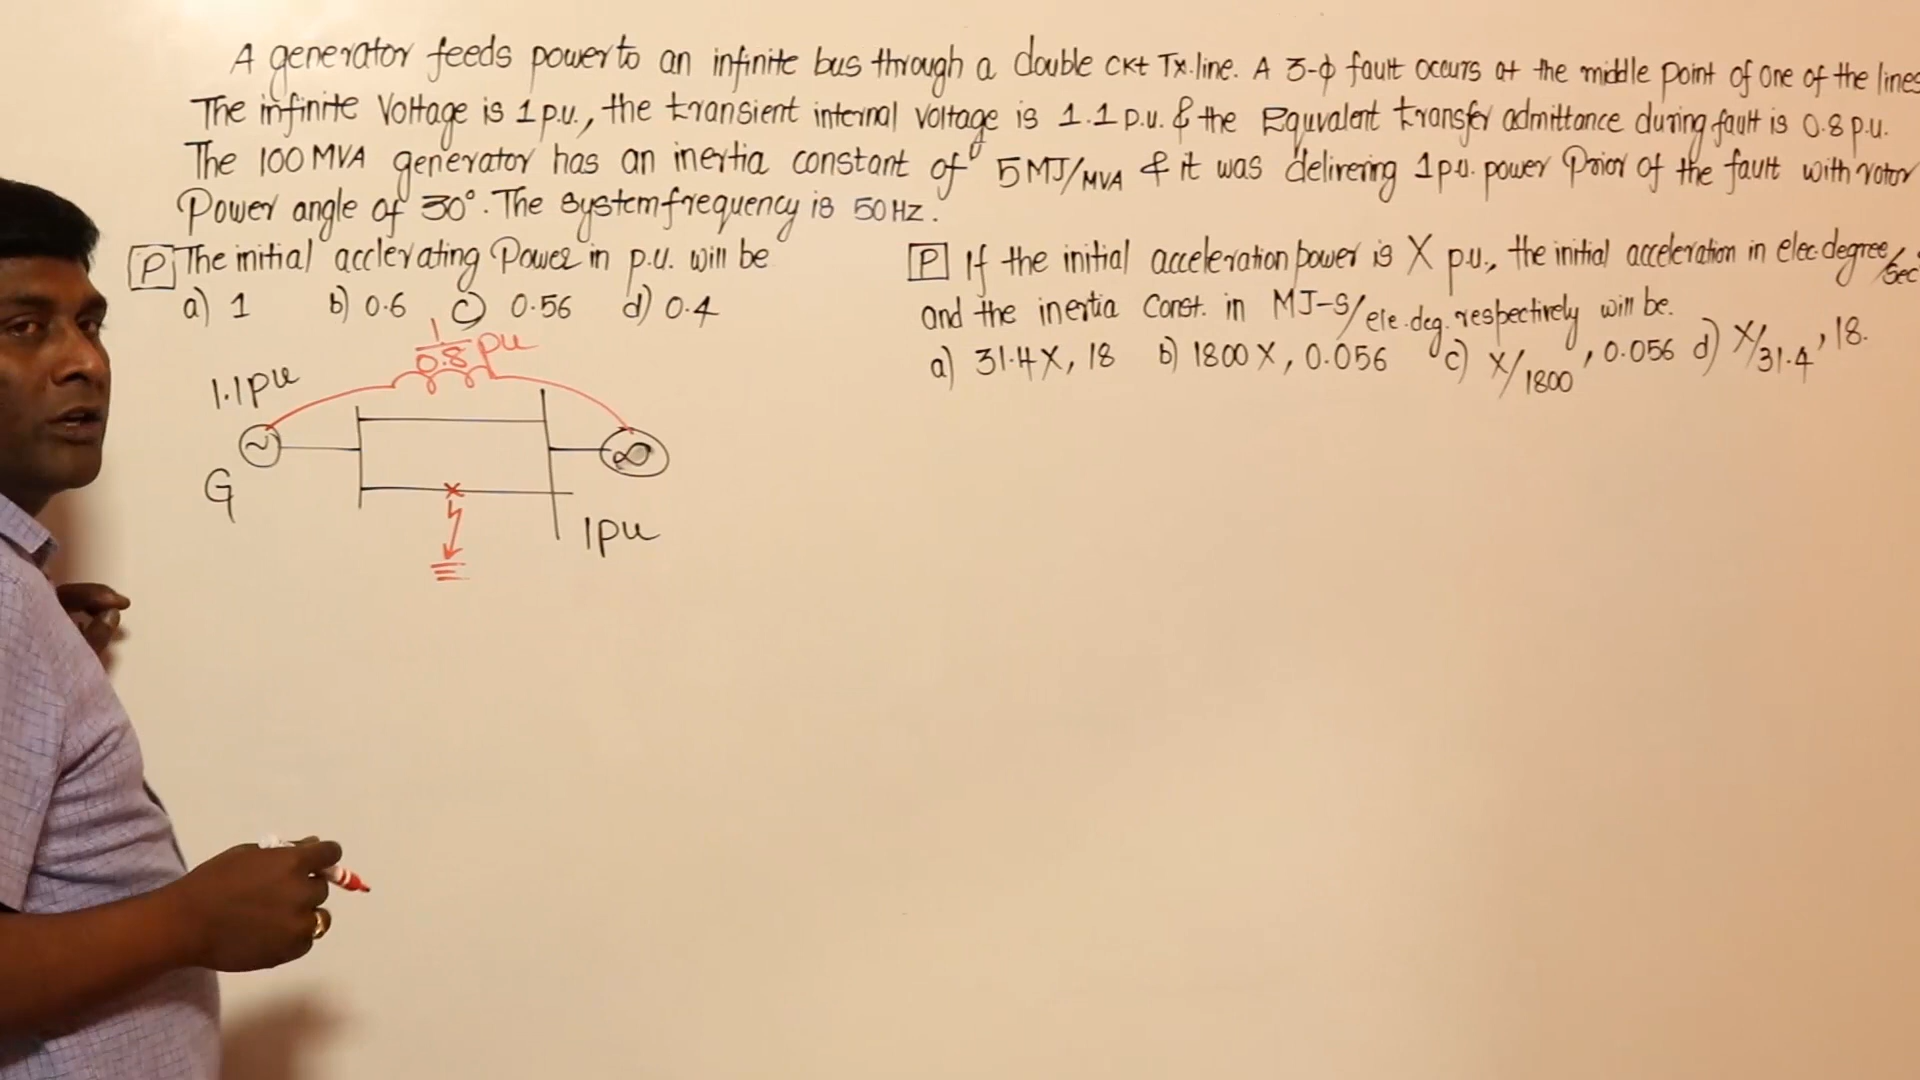 A generator feeds power to an infinite bus through a double ckt Tx.line. A 3-φ fault occurs at the middle point of one of the lines
The infinite Voltage is 1 p.u., the transient internal voltage is 1.1 p.u. & the Equvalent transfer admittance during fault is 0.8 p.u.
The 100 MVA generator has an inertia constant of 5 MJ/MVA & it was delivering 1 p.u. power Prior of the fault with rotor
Power angle of 30°. The system frequency is 50 Hz.
P The initial acclerating Power in p.u. will be
a) 1 b) 0.6 c) 0.56 d) 0.4
P If the initial acceleration power is X p.u., the initial acceleration in elec.degree/sec²
and the inertia Const. in MJ-S/ele.deg. respectively will be.
a) 31.4X, 18 b) 1800X, 0.056 c) X/1800, 0.056 d) X/31.4, 18.
1/0.8 pu
1.1pu
~
∞
G
1pu